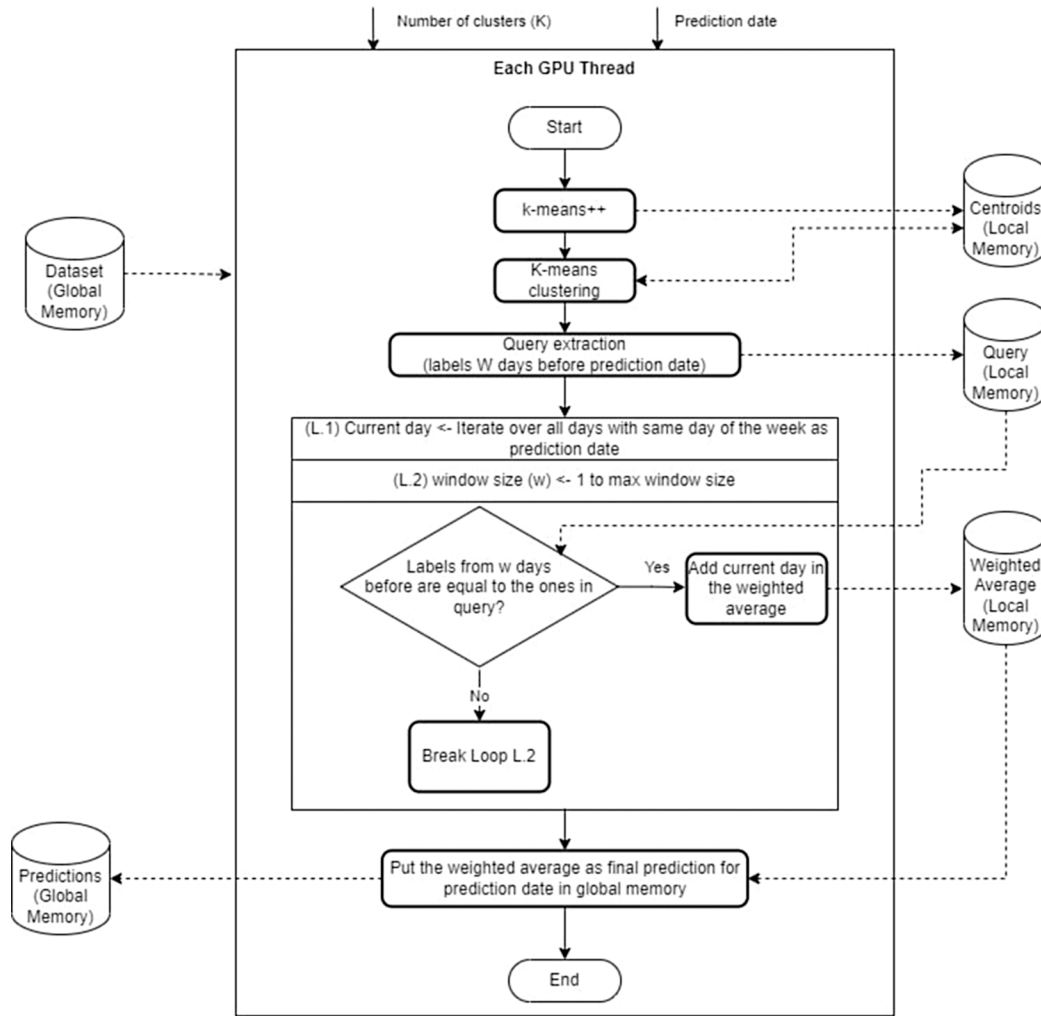 Number of clusters (K)
Prediction date
Each GPU Thread
Start
k-means++
Centroids
(Local
Memory)
Dataset
(Global
Memory)
K-means
clustering
Query extraction
(labels W days before prediction date)
Query
(Local
Memory)
(L.1) Current day <- Iterate over all days with same day of the week as
prediction date
(L.2) window size (w) <- 1 to max window size
Labels from w days
before are equal to the ones in
query?
Yes
Add current day in
the weighted
average
Weighted
Average
(Local
Memory)
No
Break Loop L.2
Put the weighted average as final prediction for
prediction date in global memory
Predictions
(Global
Memory)
End